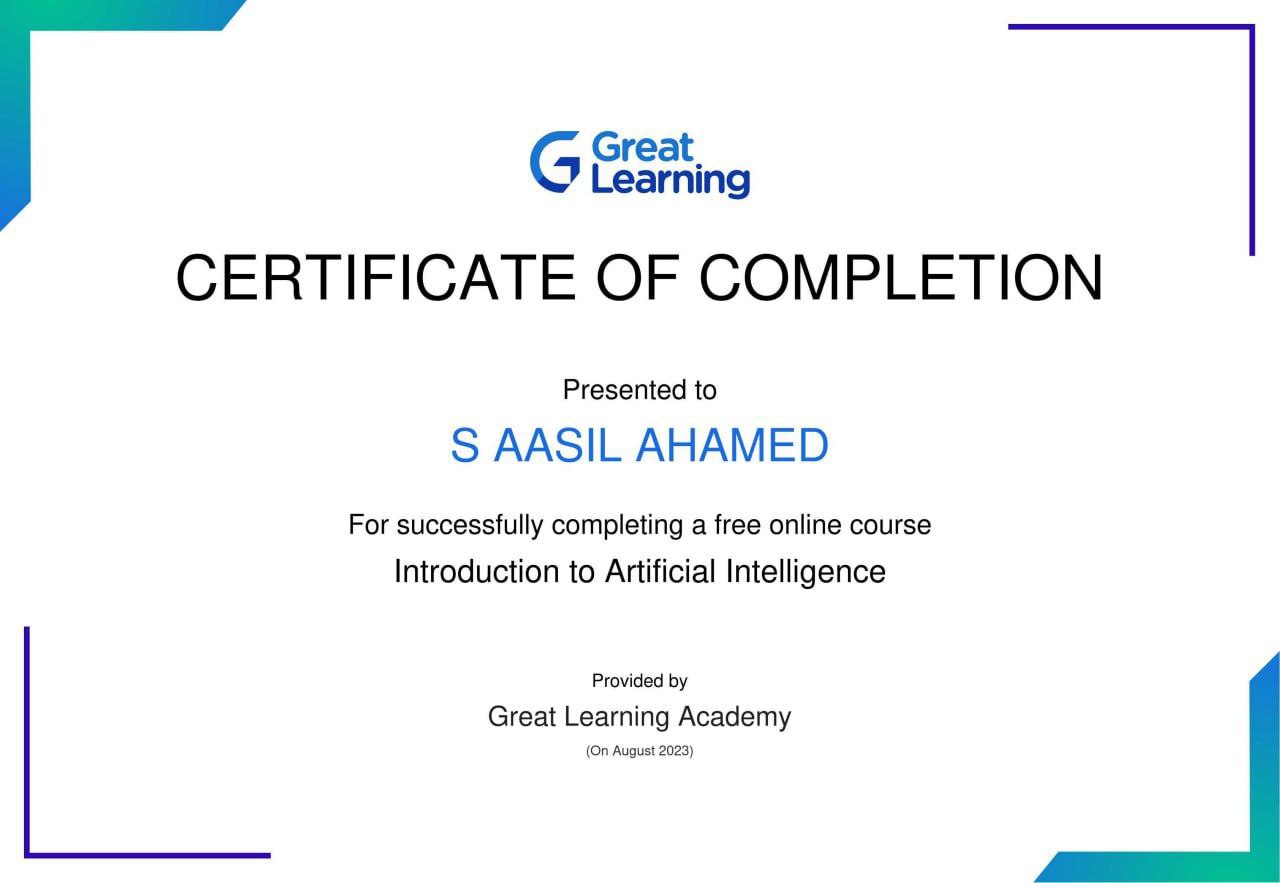 Great
Learning
CERTIFICATE OF COMPLETION
Presented to
S AASIL AHAMED
For successfully completing a free online course
Introduction to Artificial Intelligence
Provided by
Great Learning Academy
(On August 2023)